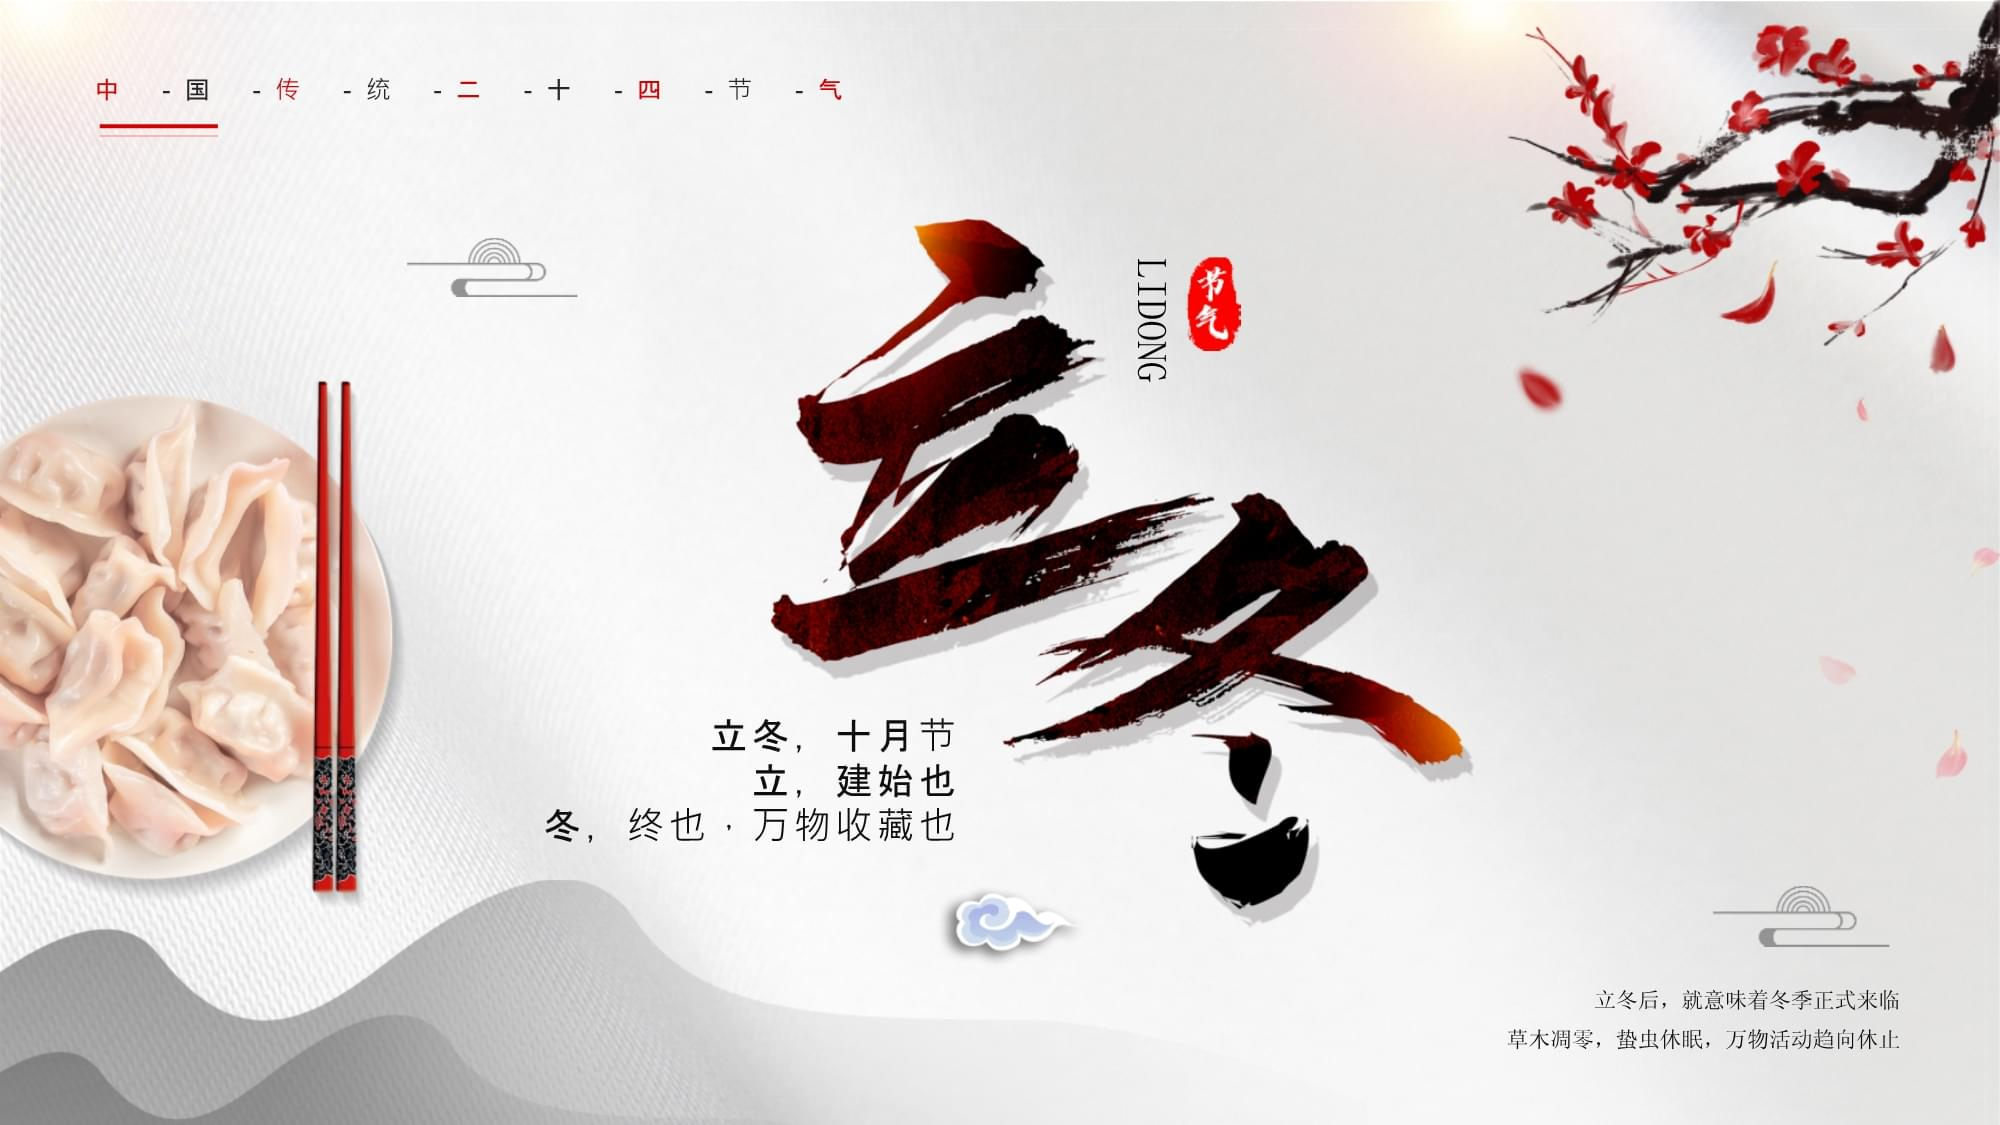 中 - 国 - 传 - 统 - 二 - 十 - 四 - 节 - 气
立冬
LIDONG
节气
立冬，十月节
立，建始也
冬，终也，万物收藏也
立冬后，就意味着冬季正式来临
草木凋零，蛰虫休眠，万物活动趋向休止